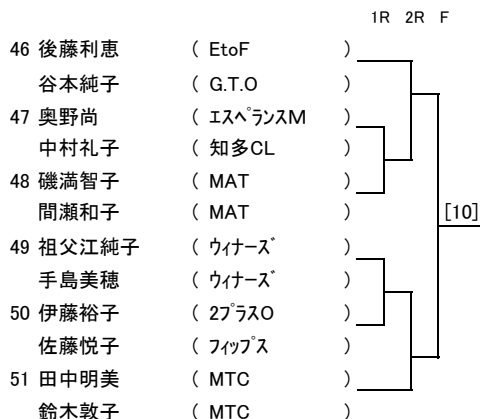 1R 2R F
46 後藤利恵 ( EtoF )
谷本純子 ( G.T.O )
47 奥野尚 ( ｴｽﾍﾟﾗﾝｽM )
中村礼子 ( 知多CL )
48 磯満智子 ( MAT )
間瀬和子 ( MAT )
[10]
49 祖父江純子 ( ｳｨﾅｰｽﾞ )
手島美穂 ( ｳｨﾅｰｽﾞ )
50 伊藤裕子 ( 2ﾌﾟﾗｽO )
佐藤悦子 ( ﾌｨｯﾌﾟｽ )
51 田中明美 ( MTC )
鈴木敦子 ( MTC )